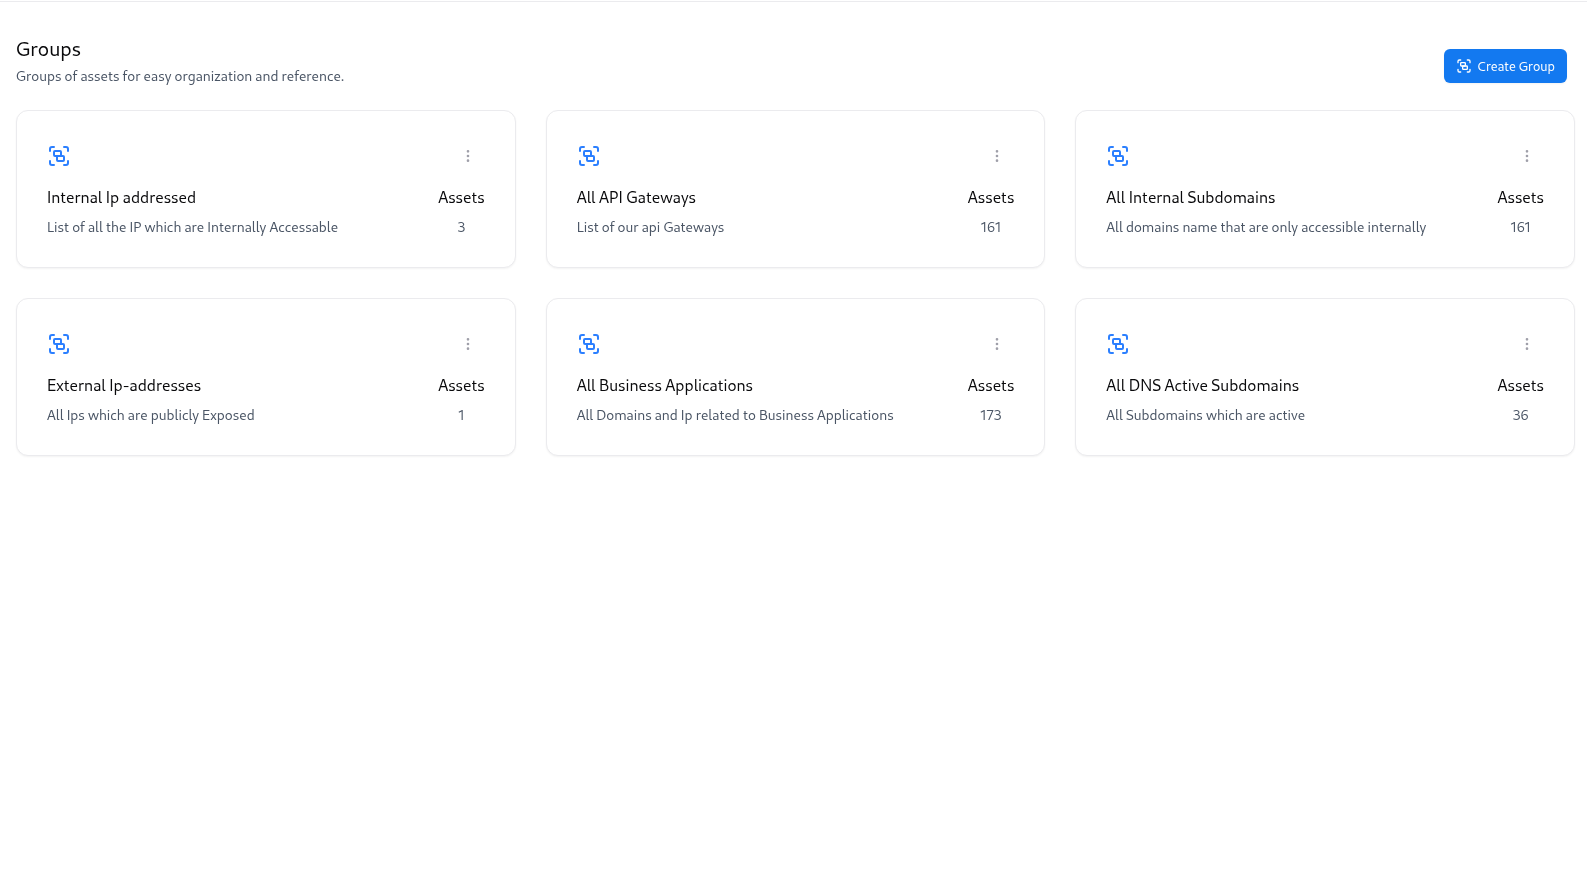 Groups
Groups of assets for easy organization and reference.
Create Group
Internal Ip addressed
Assets
List of all the IP which are Internally Accessable
3
All API Gateways
Assets
List of our api Gateways
161
All Internal Subdomains
Assets
All domains name that are only accessible internally
161
External Ip-addresses
Assets
All Ips which are publicly Exposed
1
All Business Applications
Assets
All Domains and Ip related to Business Applications
173
All DNS Active Subdomains
Assets
All Subdomains which are active
36